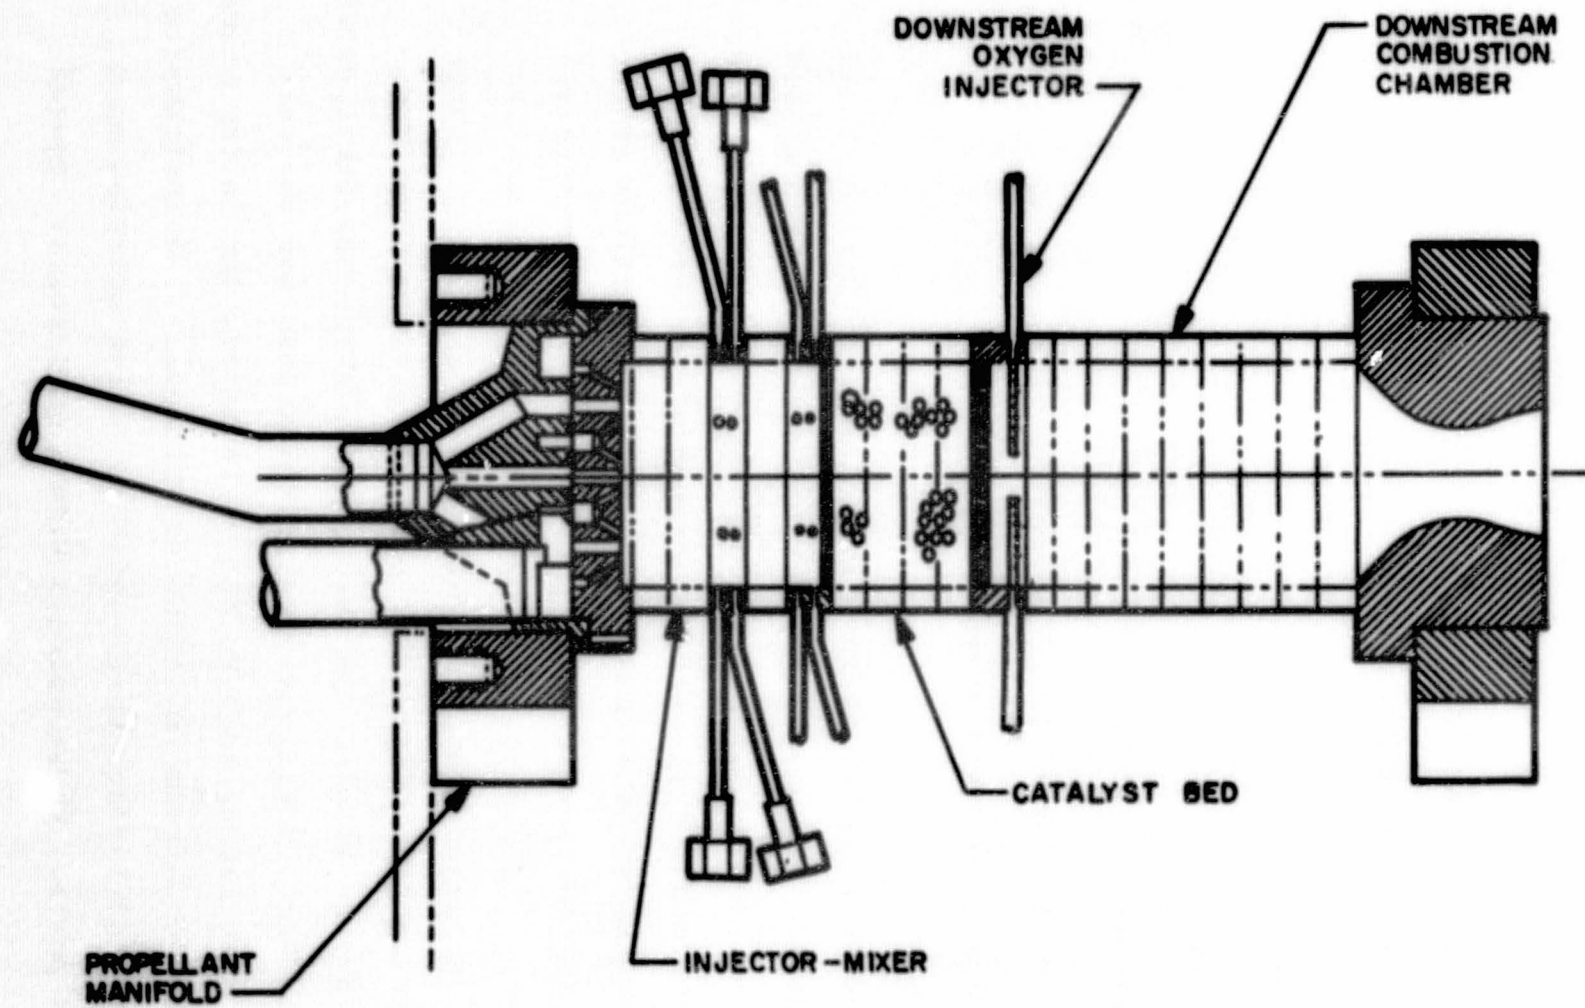 DOWNSTREAM
OXYGEN
INJECTOR
DOWNSTREAM
COMBUSTION
CHAMBER
CATALYST BED
INJECTOR-MIXER
PROPELLANT
MANIFOLD